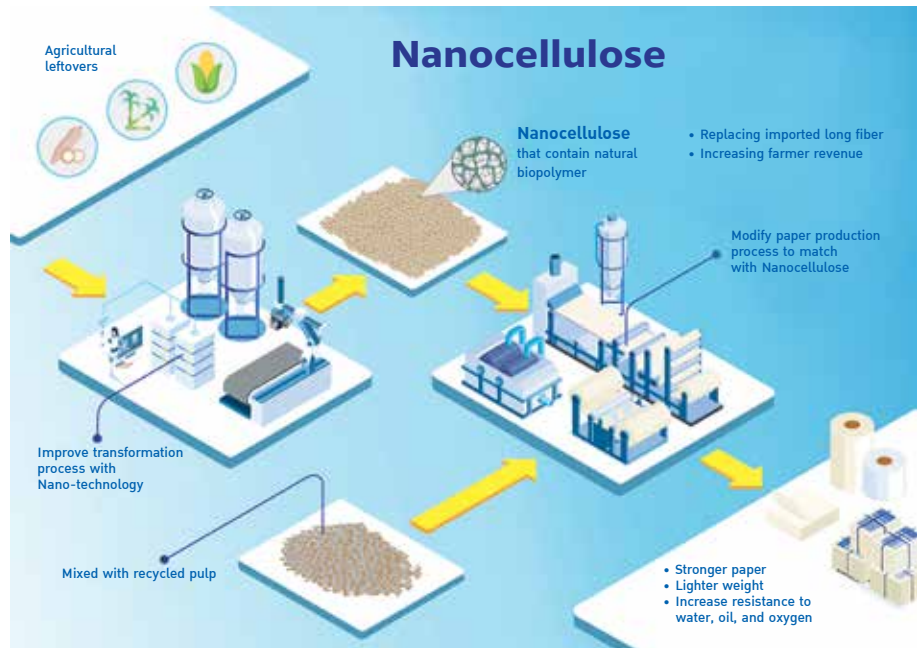 Nanocellulose
Agricultural
leftovers
Nanocellulose
that contain natural
biopolymer
• Replacing imported long fiber
• Increasing farmer revenue
Modify paper production
process to match
with Nanocellulose
Improve transformation
process with
Nano-technology
Mixed with recycled pulp
• Stronger paper
• Lighter weight
• Increase resistance to
water, oil, and oxygen